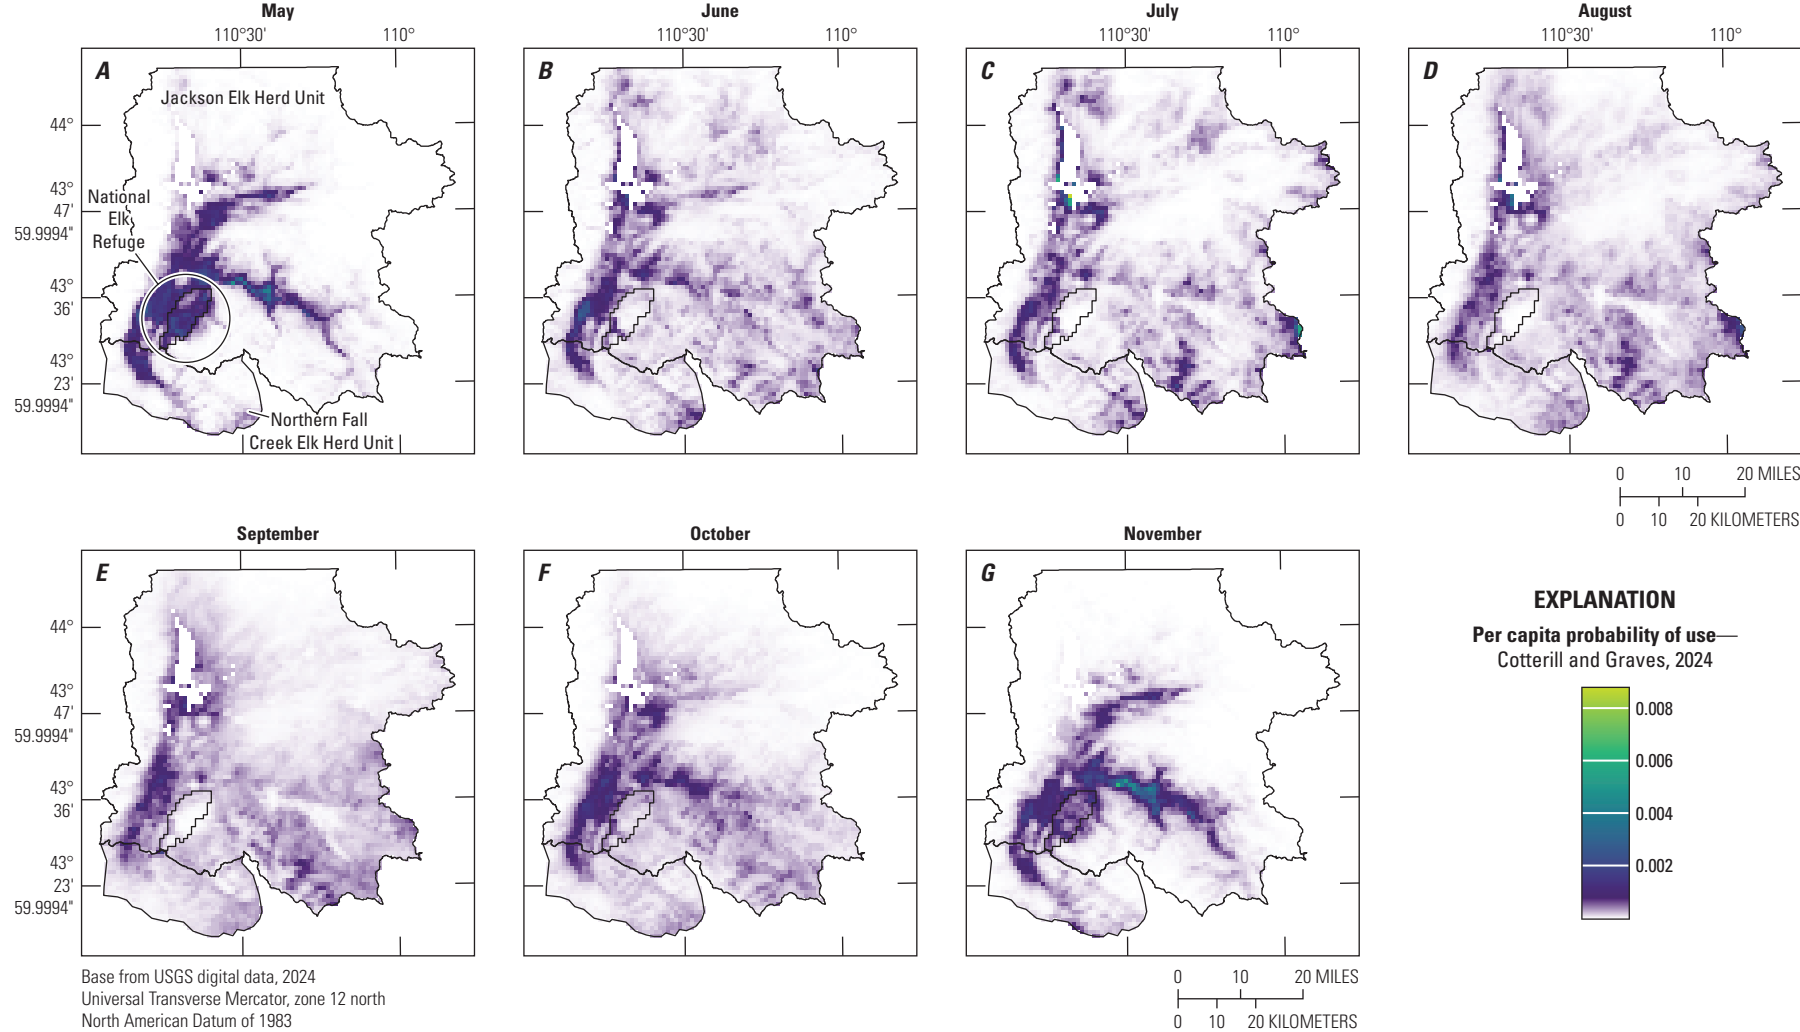 May
110°30'
110°
A
Jackson Elk Herd Unit
44°
43°
47'
59.9994"
43°
36'
43°
23'
59.9994"
National
Elk
Refuge
Northern Fall
Creek Elk Herd Unit
June
110°30'
110°
B
July
110°30'
110°
C
August
110°30'
110°
D
0 10 20 MILES
0 10 20 KILOMETERS
September
E
44°
43°
47'
59.9994"
43°
36'
43°
23'
59.9994"
October
F
November
G
EXPLANATION
Per capita probability of use—
Cotterill and Graves, 2024
0.008
0.006
0.004
0.002
Base from USGS digital data, 2024
Universal Transverse Mercator, zone 12 north
North American Datum of 1983
0 10 20 MILES
0 10 20 KILOMETERS